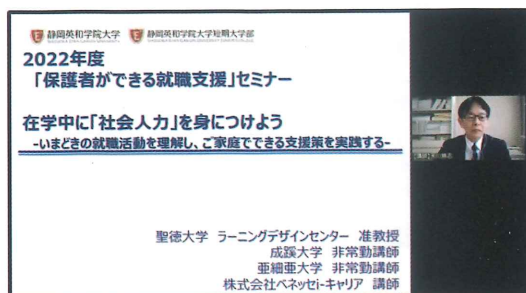 静岡英和学院大学 静岡英和学院大学短期大学部
2022年度
「保護者ができる就職支援」セミナー
在学中に「社会人力」を身につけよう
-いまどきの就職活動を理解し、ご家庭でできる支援策を実践する-
聖徳大学 ラーニングデザインセンター 准教授
成蹊大学 非常勤講師
亜細亜大学 非常勤講師
株式会社ベネッセi-キャリア 講師